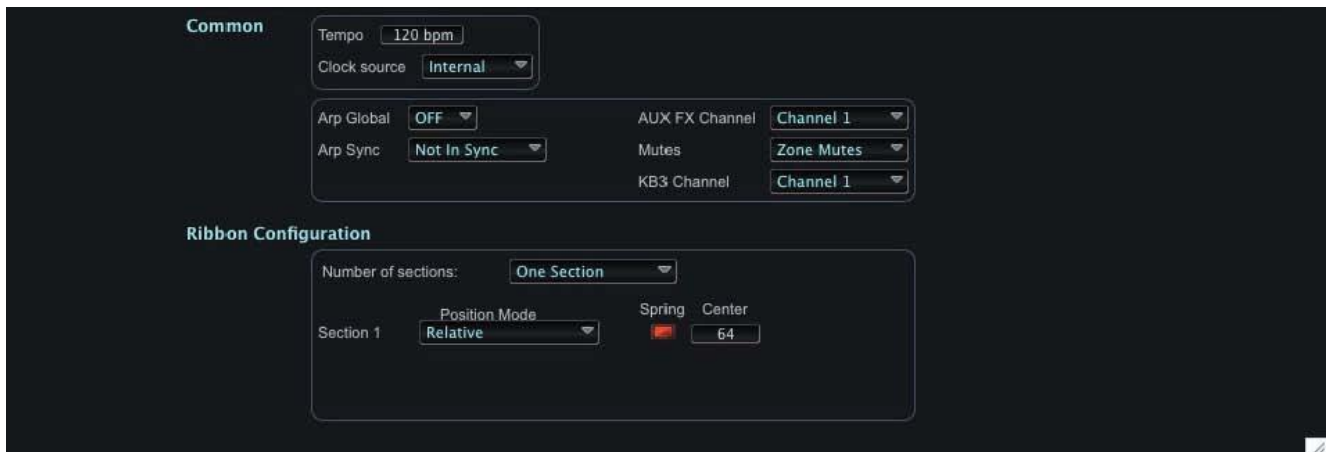 Common
Tempo 120 bpm
Clock source Internal
Arp Global OFF AUX FX Channel Channel 1
Arp Sync Not In Sync Mutes Zone Mutes
KB3 Channel Channel 1
Ribbon Configuration
Number of sections: One Section
Position Mode Spring Center
Section 1 Relative 64